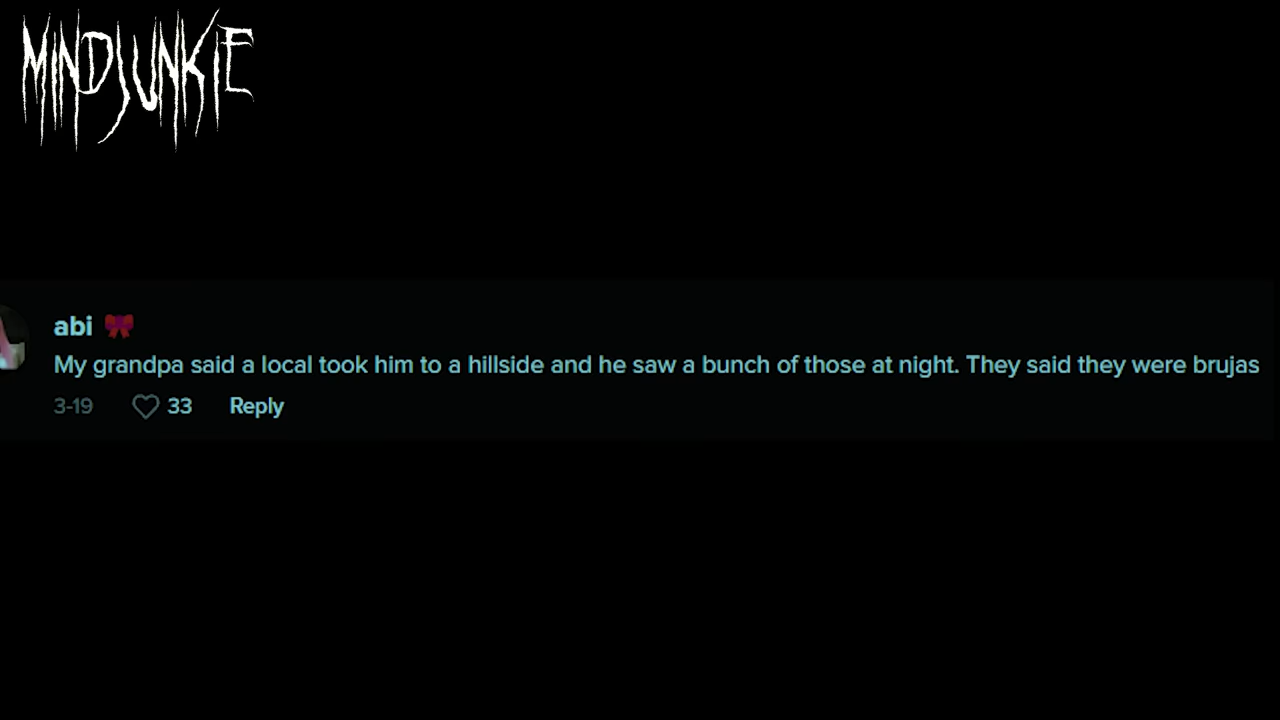 MINDJUNKIE
abi 🎀
My grandpa said a local took him to a hillside and he saw a bunch of those at night. They said they were brujas
3-19 33 Reply